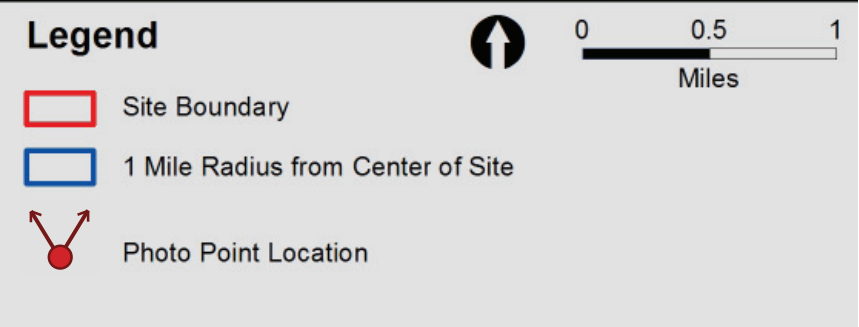 Legend
0 0.5 1
Miles
Site Boundary
1 Mile Radius from Center of Site
Photo Point Location